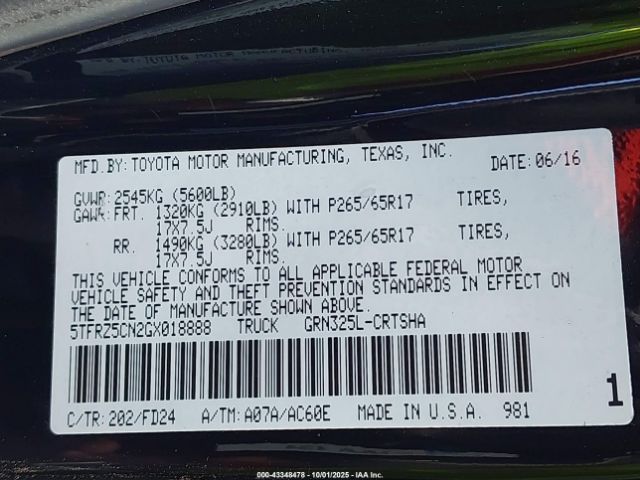 MFD.BY: TOYOTA MOTOR MANUFACTURING, TEXAS, INC. DATE: 06/16
GVWR: 2545KG (5600LB)
GAWR: FRT. 1320KG (2910LB) WITH P265/65R17 TIRES,
17X7.5J RIMS.
RR. 1490KG (3280LB) WITH P265/65R17 TIRES,
17X7.5J RIMS.
THIS VEHICLE CONFORMS TO ALL APPLICABLE FEDERAL MOTOR
VEHICLE SAFETY AND THEFT PREVENTION STANDARDS IN EFFECT ON
THE DATE OF MANUFACTURE SHOWN ABOVE.
5TFRZ5CN2GX018888 TRUCK GRN325L-CRTSHA
C/TR: 202/FD24 A/TM: A07A/AC60E MADE IN U.S.A. 981
1
000-43348478 - 10/01/2025 - IAA Inc.